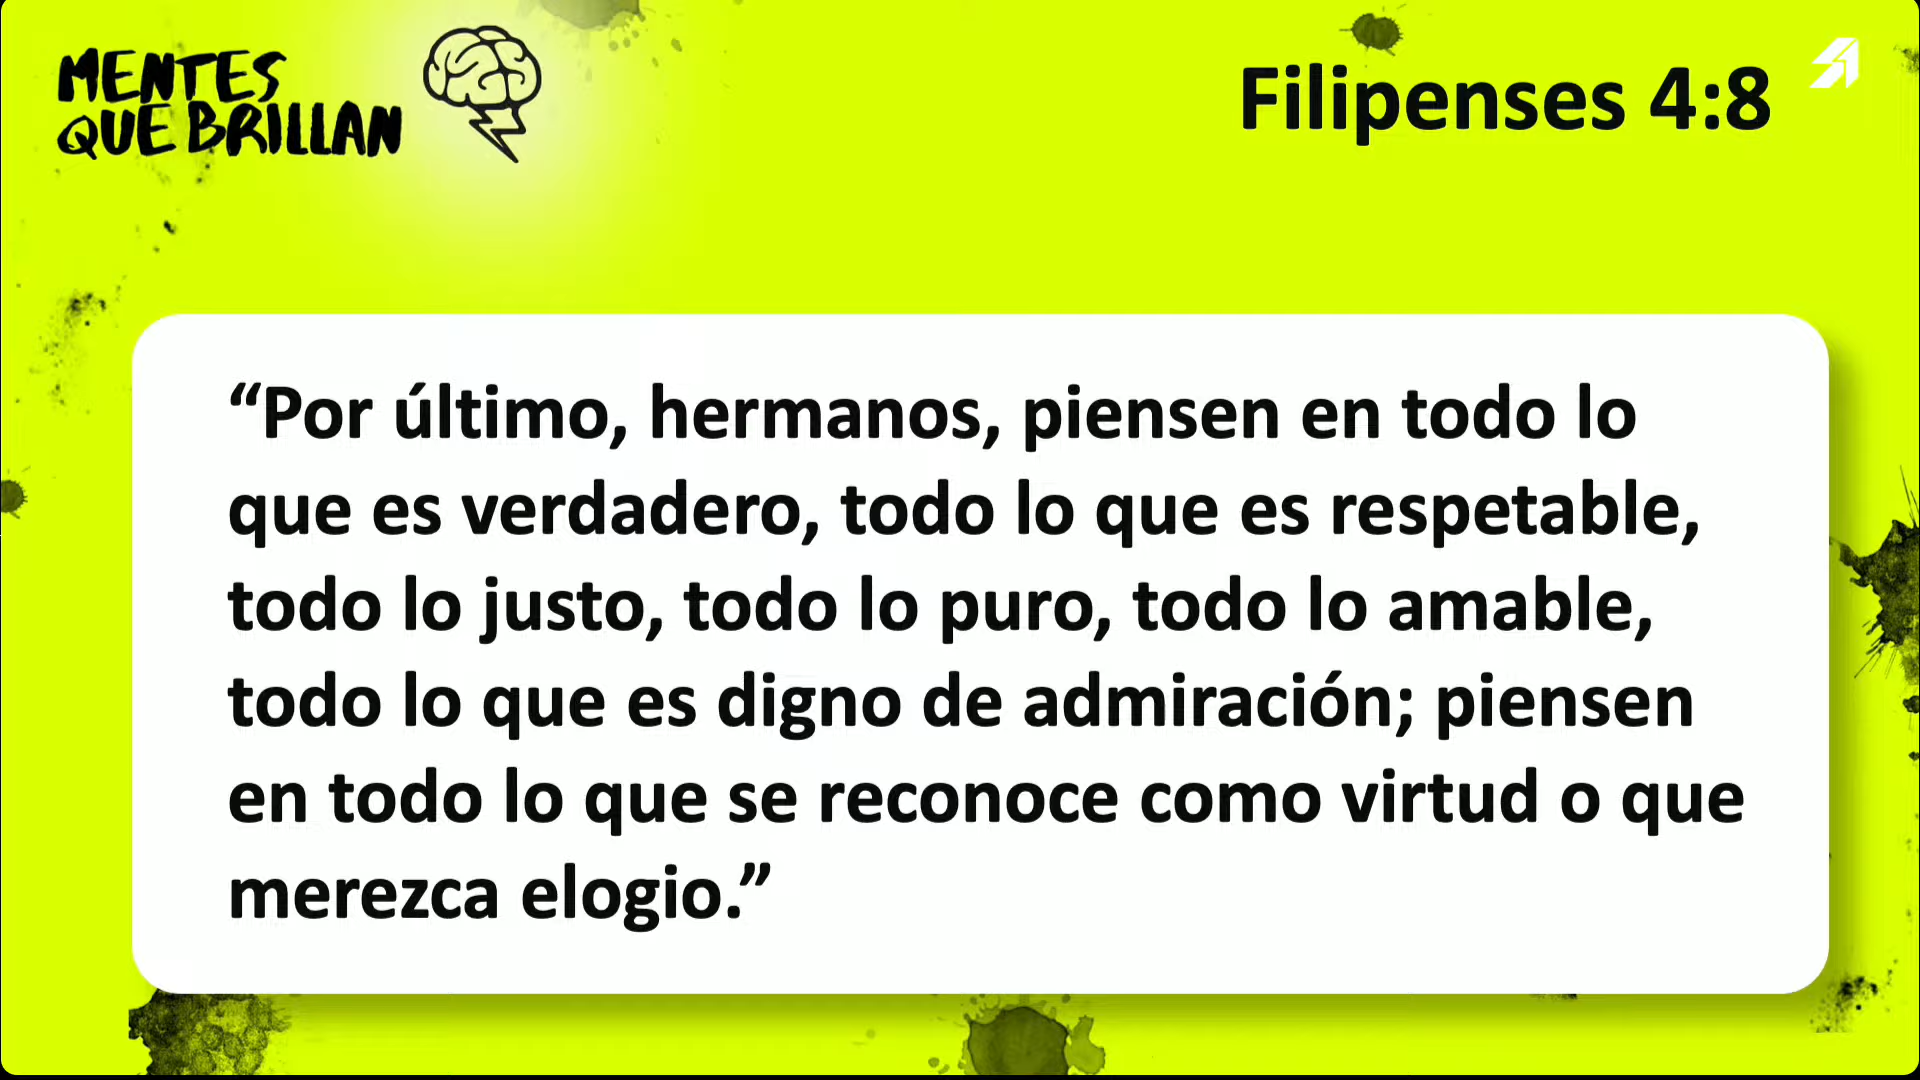 MENTES
QUE BRILLAN
Filipenses 4:8
“Por último, hermanos, piensen en todo lo
que es verdadero, todo lo que es respetable,
todo lo justo, todo lo puro, todo lo amable,
todo lo que es digno de admiración; piensen
en todo lo que se reconoce como virtud o que
merezca elogio.”